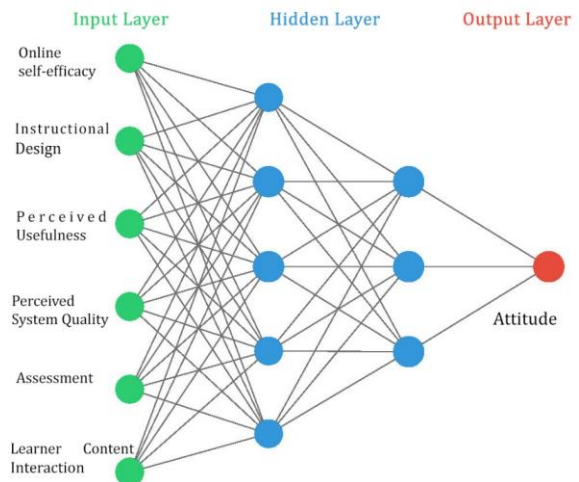 Input Layer
Hidden Layer
Output Layer
Online
self-efficacy
Instructional
Design
Perceived
Usefulness
Perceived
System Quality
Assessment
Learner Content
Interaction
Attitude